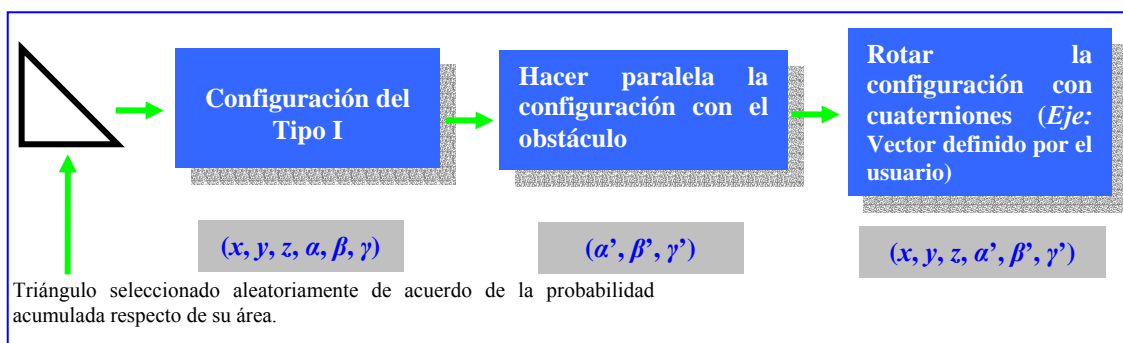 Configuración del
Tipo I
Hacer paralela la
configuración con el
obstáculo
Rotar la
configuración con
cuaterniones (Eje:
Vector definido por el
usuario)
(x, y, z, α, β, γ)
(α’, β’, γ’)
(x, y, z, α’, β’, γ’)
Triángulo seleccionado aleatoriamente de acuerdo de la probabilidad
acumulada respecto de su área.